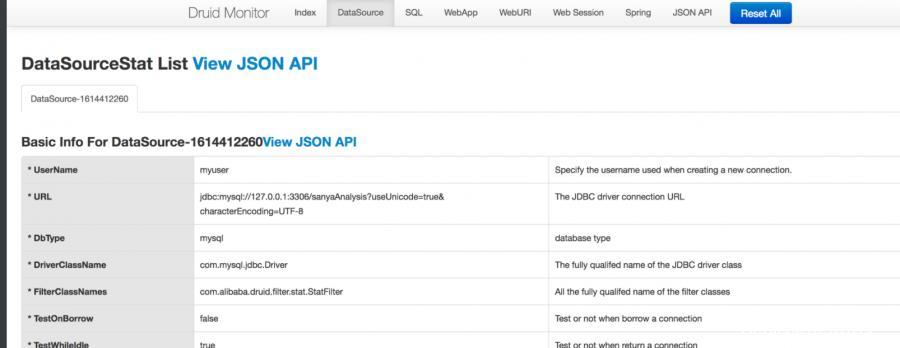 Druid Monitor Index DataSource SQL WebApp WebURI Web Session Spring JSON API Reset All
DataSourceStat List View JSON API
DataSource-1614412260
Basic Info For DataSource-1614412260View JSON API
* UserName myuser Specify the username used when creating a new connection.
* URL jdbc:mysql://127.0.0.1:3306/sanyaAnalysis?useUnicode=true& The JDBC driver connection URL
characterEncoding=UTF-8
* DbType mysql database type
* DriverClassName com.mysql.jdbc.Driver The fully qualifed name of the JDBC driver class
* FilterClassNames com.alibaba.druid.filter.stat.StatFilter All the fully qualifed name of the filter classes
* TestOnBorrow false Test or not when borrow a connection
* TestWhileIdle true Test or not when return a connection